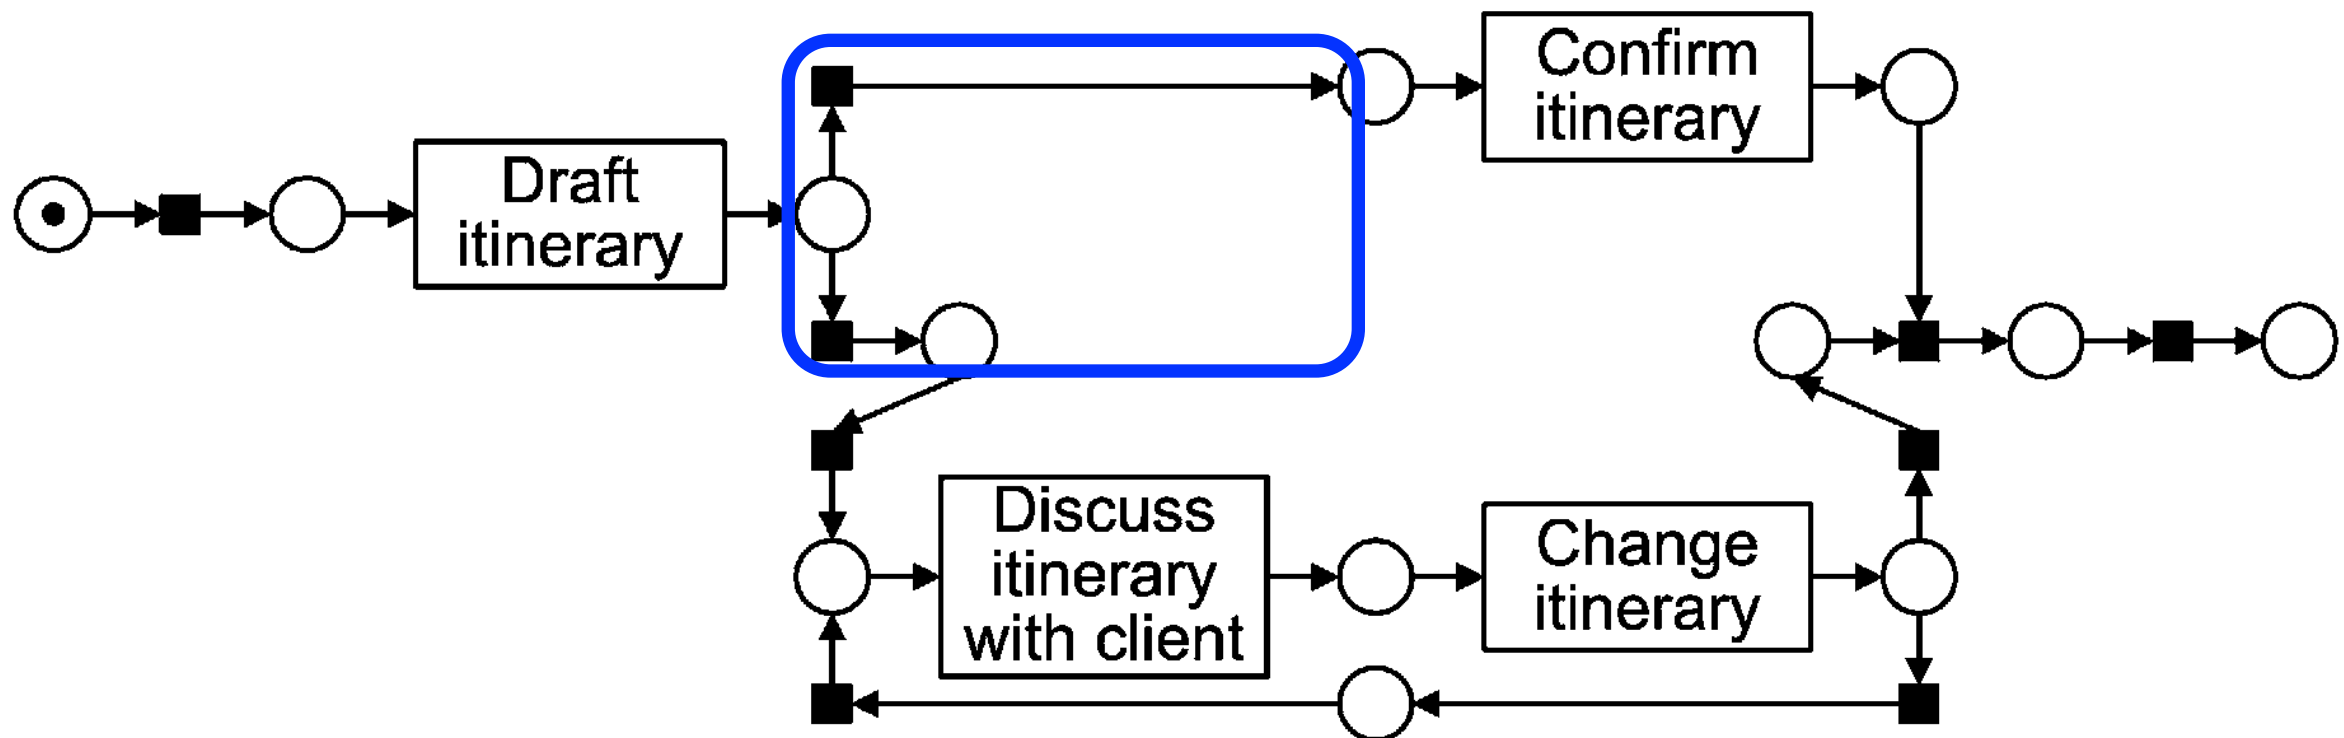 Draft
itinerary
Confirm
itinerary
Discuss
itinerary
with client
Change
itinerary